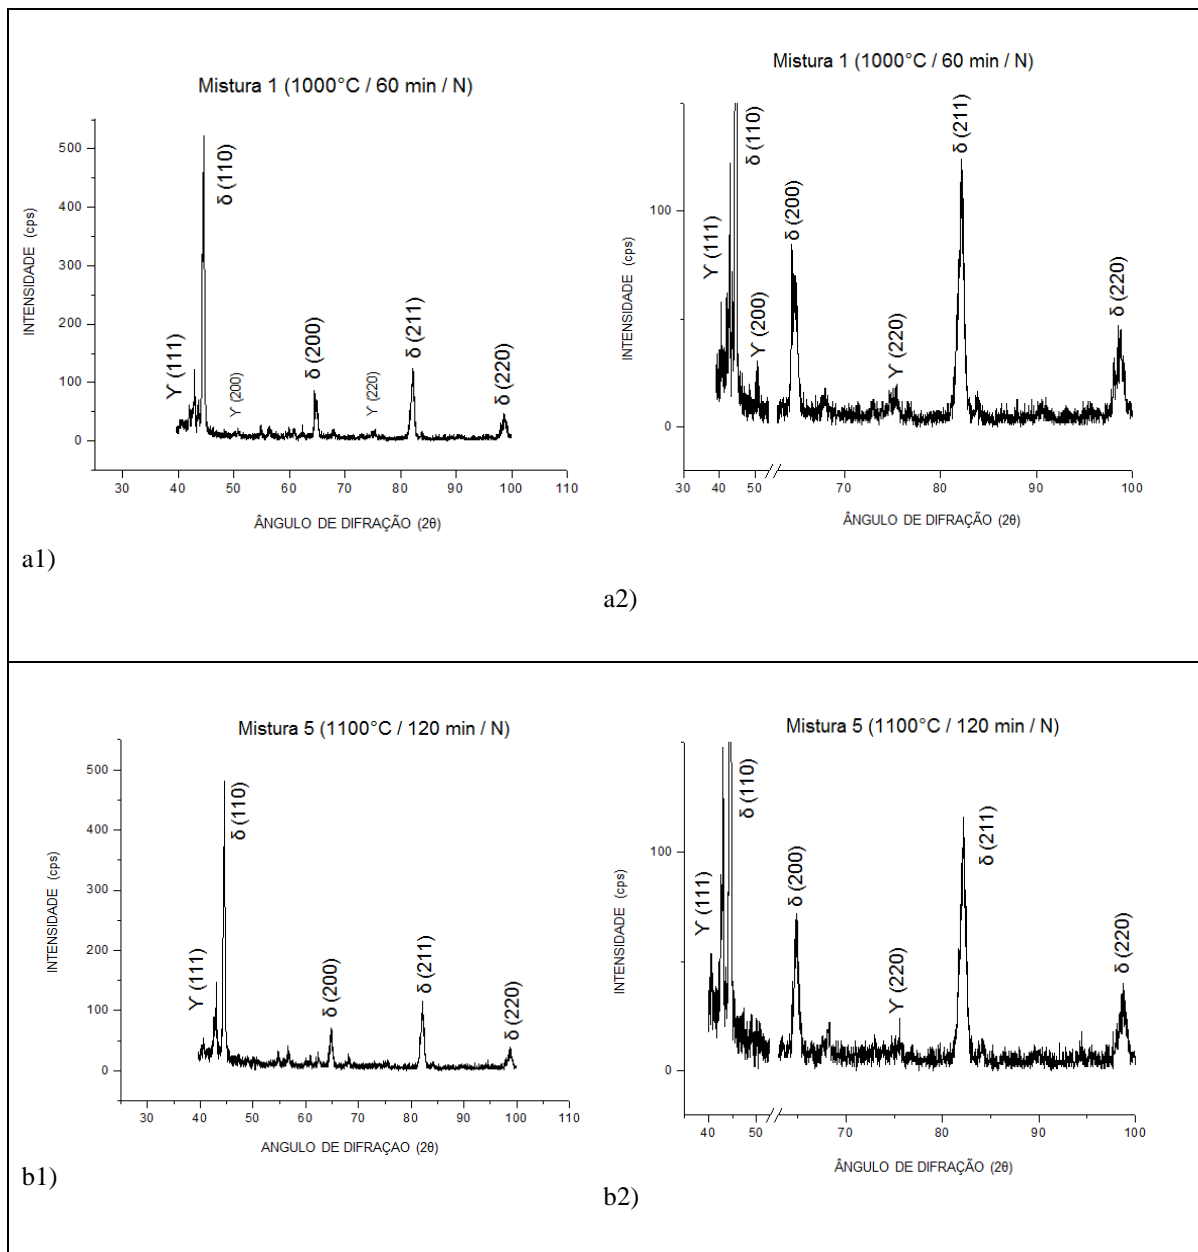 Mistura 1 (1000°C / 60 min / N)
500
400
300
200
100
0
INTENSIDADE (cps)
ϒ (111)
δ (110)
ϒ (200)
δ (200)
ϒ (220)
δ (211)
δ (220)
30 40 50 60 70 80 90 100 110
ÂNGULO DE DIFRAÇÃO (2θ)
a1)
Mistura 1 (1000°C / 60 min / N)
100
0
INTENSIDADE (cps)
ϒ (111)
δ (110)
ϒ (200)
δ (200)
ϒ (220)
δ (211)
δ (220)
30 40 50 70 80 90 100
ÂNGULO DE DIFRAÇÃO (2θ)
a2)
Mistura 5 (1100°C / 120 min / N)
500
400
300
200
100
0
INTENSIDADE (cps)
ϒ (111)
δ (110)
δ (200)
δ (211)
δ (220)
30 40 50 60 70 80 90 100 110
ANGULO DE DIFRAÇAO (2θ)
b1)
Mistura 5 (1100°C / 120 min / N)
100
0
INTENSIDADE (cps)
ϒ (111)
δ (110)
δ (200)
ϒ (220)
δ (211)
δ (220)
40 50 70 80 90 100
ÂNGULO DE DIFRAÇÃO (2θ)
b2)